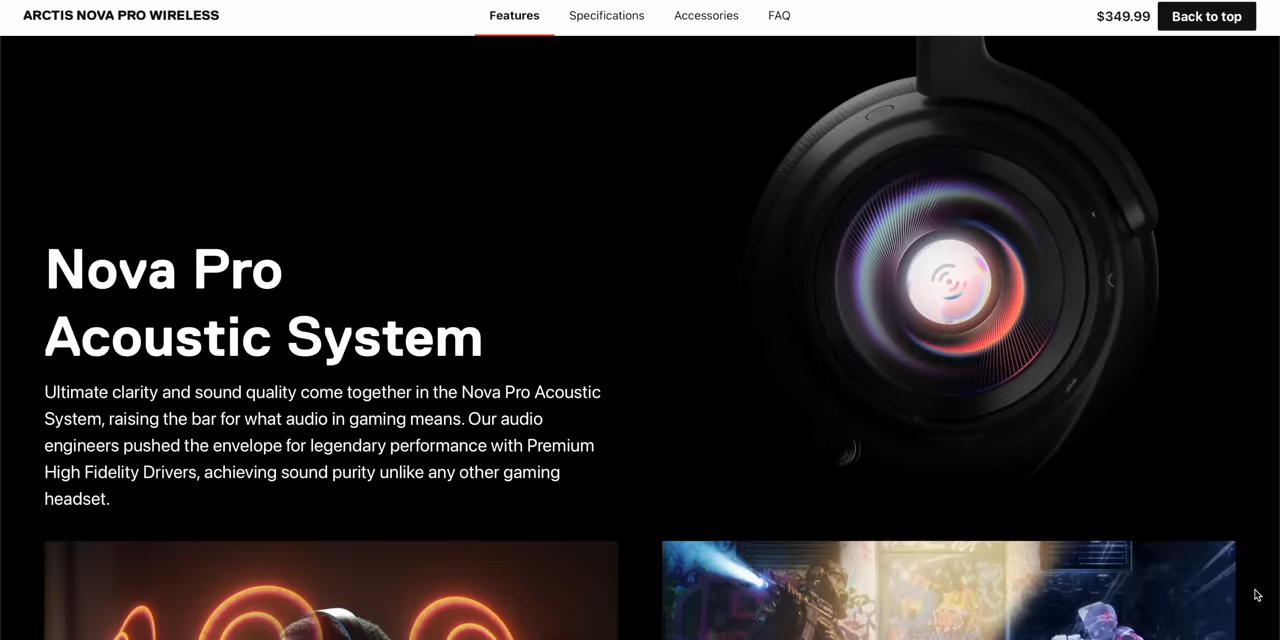 ARCTIS NOVA PRO WIRELESS
Features
Specifications
Accessories
FAQ
$349.99
Back to top
Nova Pro
Acoustic System
Ultimate clarity and sound quality come together in the Nova Pro Acoustic
System, raising the bar for what audio in gaming means. Our audio
engineers pushed the envelope for legendary performance with Premium
High Fidelity Drivers, achieving sound purity unlike any other gaming
headset.